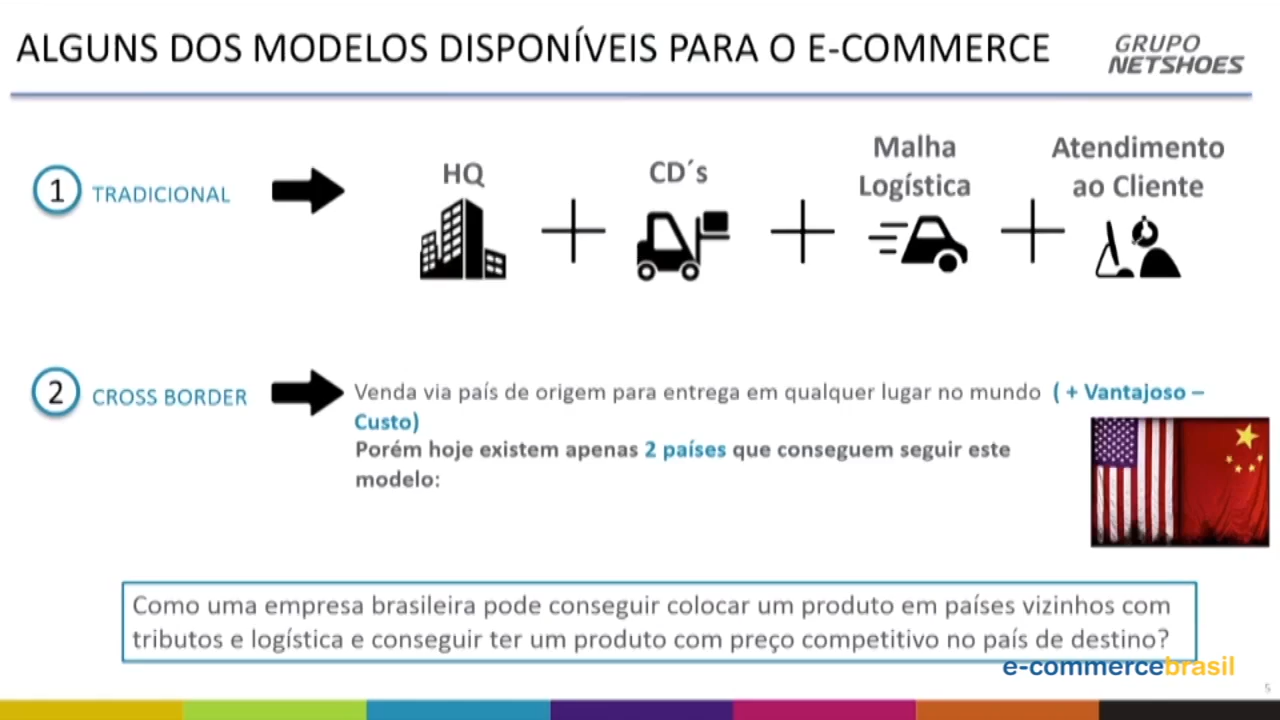 ALGUNS DOS MODELOS DISPONÍVEIS PARA O E-COMMERCE
GRUPO
NETSHOES
1 TRADICIONAL
HQ
CD´s
Malha
Logística
Atendimento
ao Cliente
2 CROSS BORDER
Venda via país de origem para entrega em qualquer lugar no mundo ( + Vantajoso –
Custo)
Porém hoje existem apenas 2 países que conseguem seguir este
modelo:
Como uma empresa brasileira pode conseguir colocar um produto em países vizinhos com
tributos e logística e conseguir ter um produto com preço competitivo no país de destino?
e-commercebrasil
5